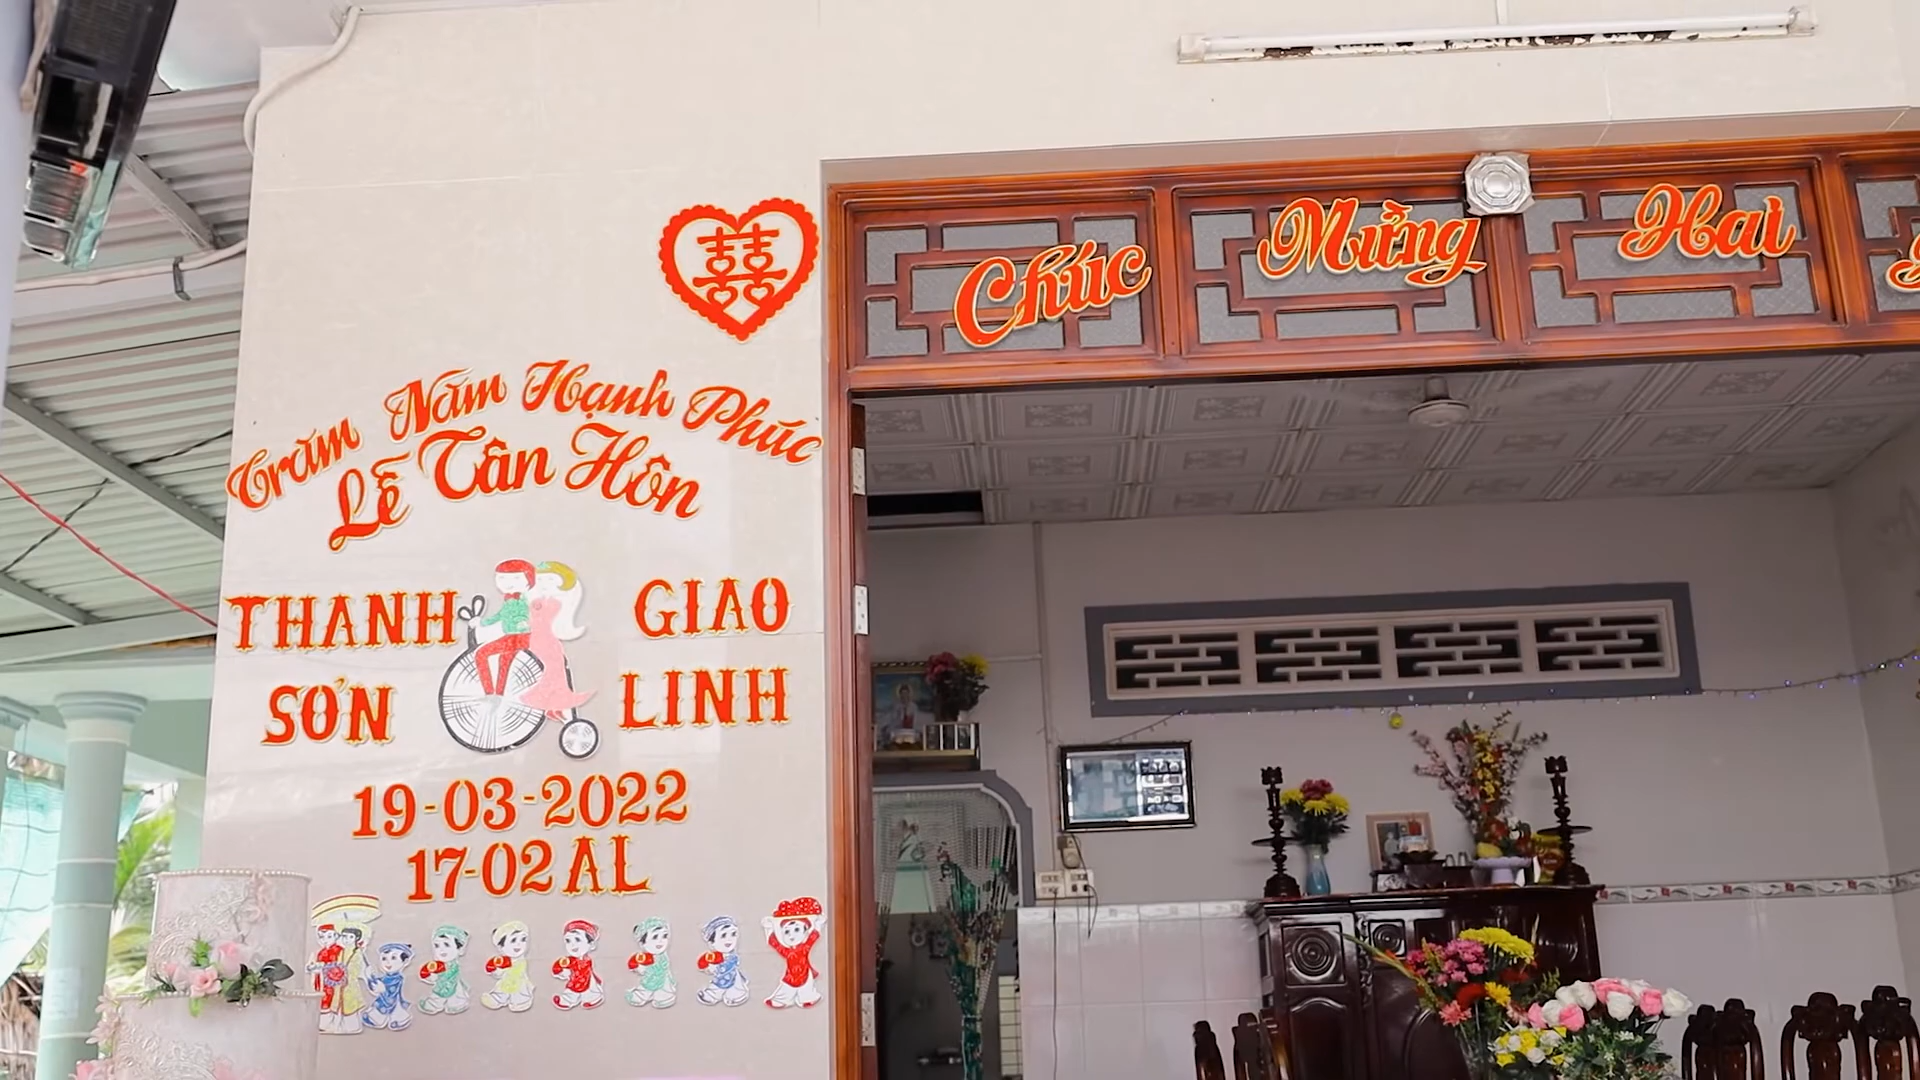 囍
Trăm Năm Hạnh Phúc
Lễ Tân Hôn
THANH SƠN
GIAO LINH
19-03-2022
17-02 AL
Chúc Mừng Hai